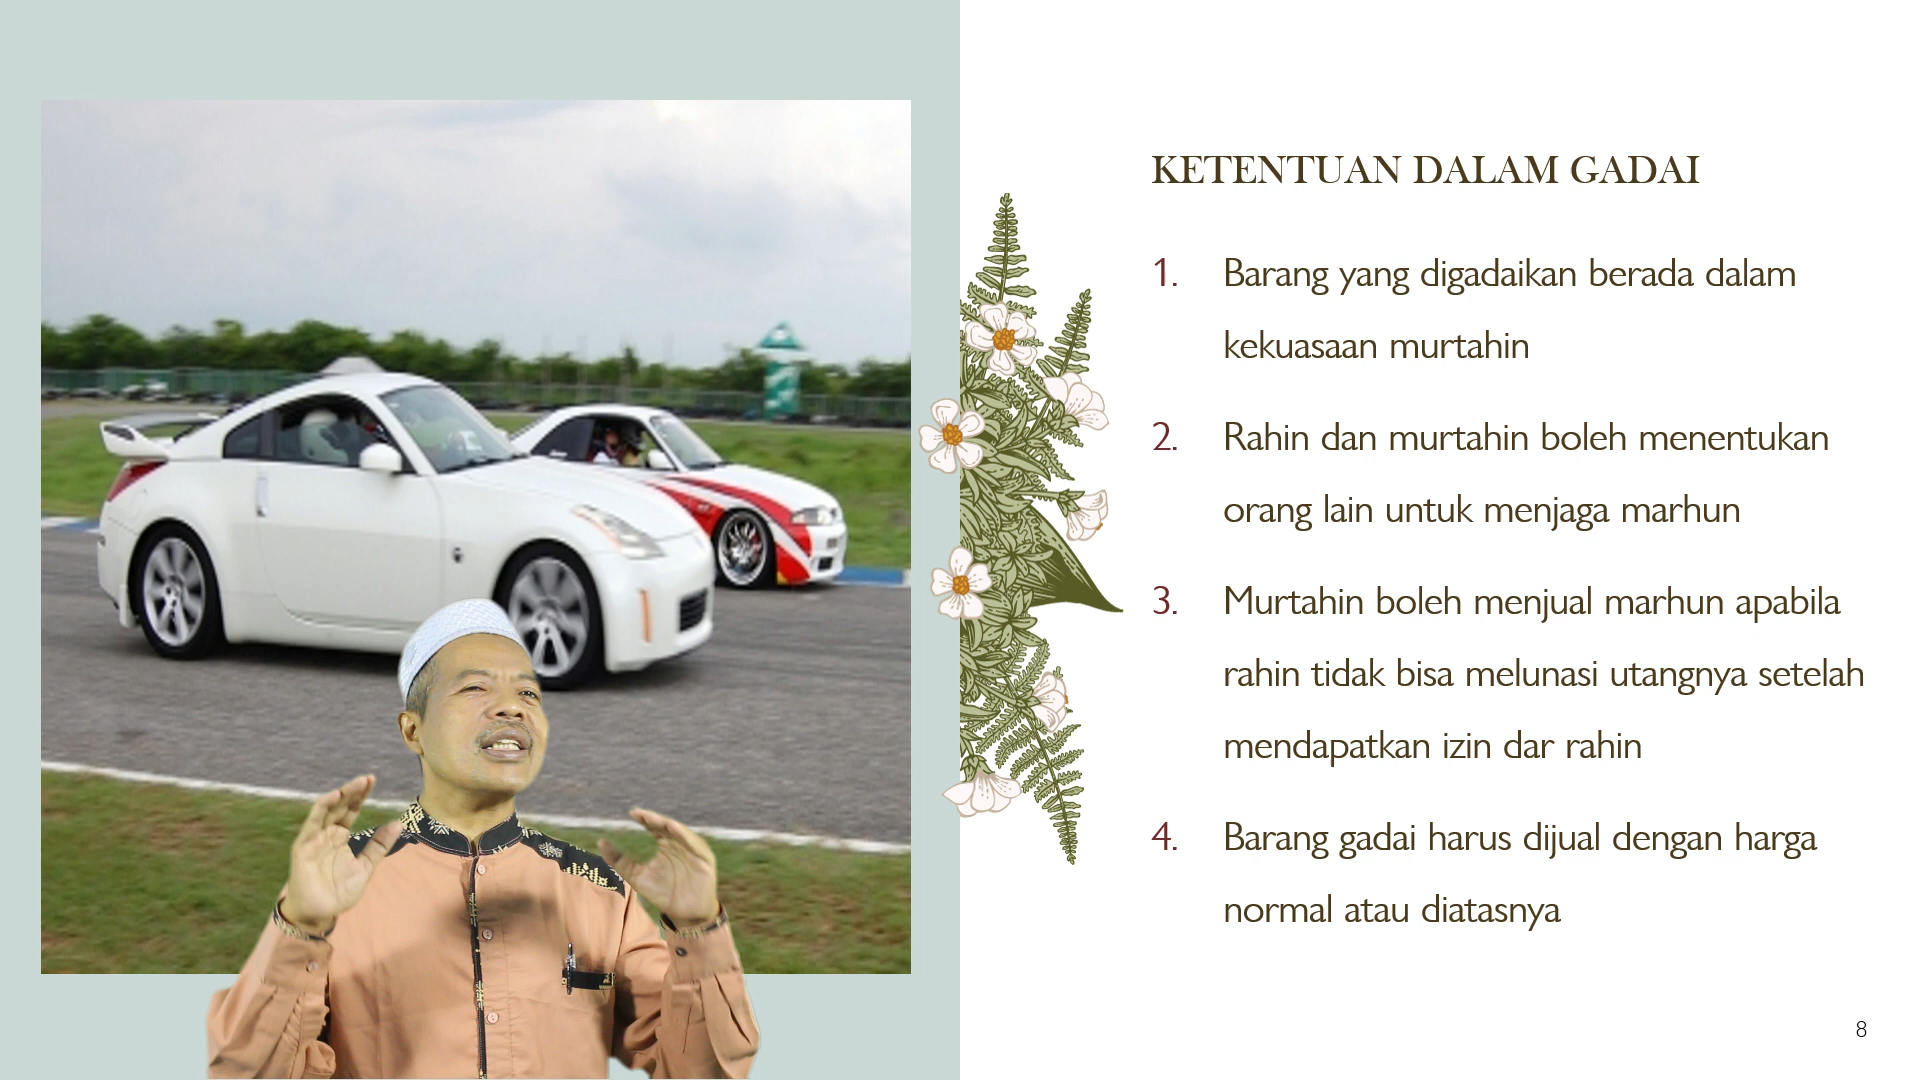 KETENTUAN DALAM GADAI
1. Barang yang digadaikan berada dalam
kekuasaan murtahin
2. Rahin dan murtahin boleh menentukan
orang lain untuk menjaga marhun
3. Murtahin boleh menjual marhun apabila
rahin tidak bisa melunasi utangnya setelah
mendapatkan izin dar rahin
4. Barang gadai harus dijual dengan harga
normal atau diatasnya
8